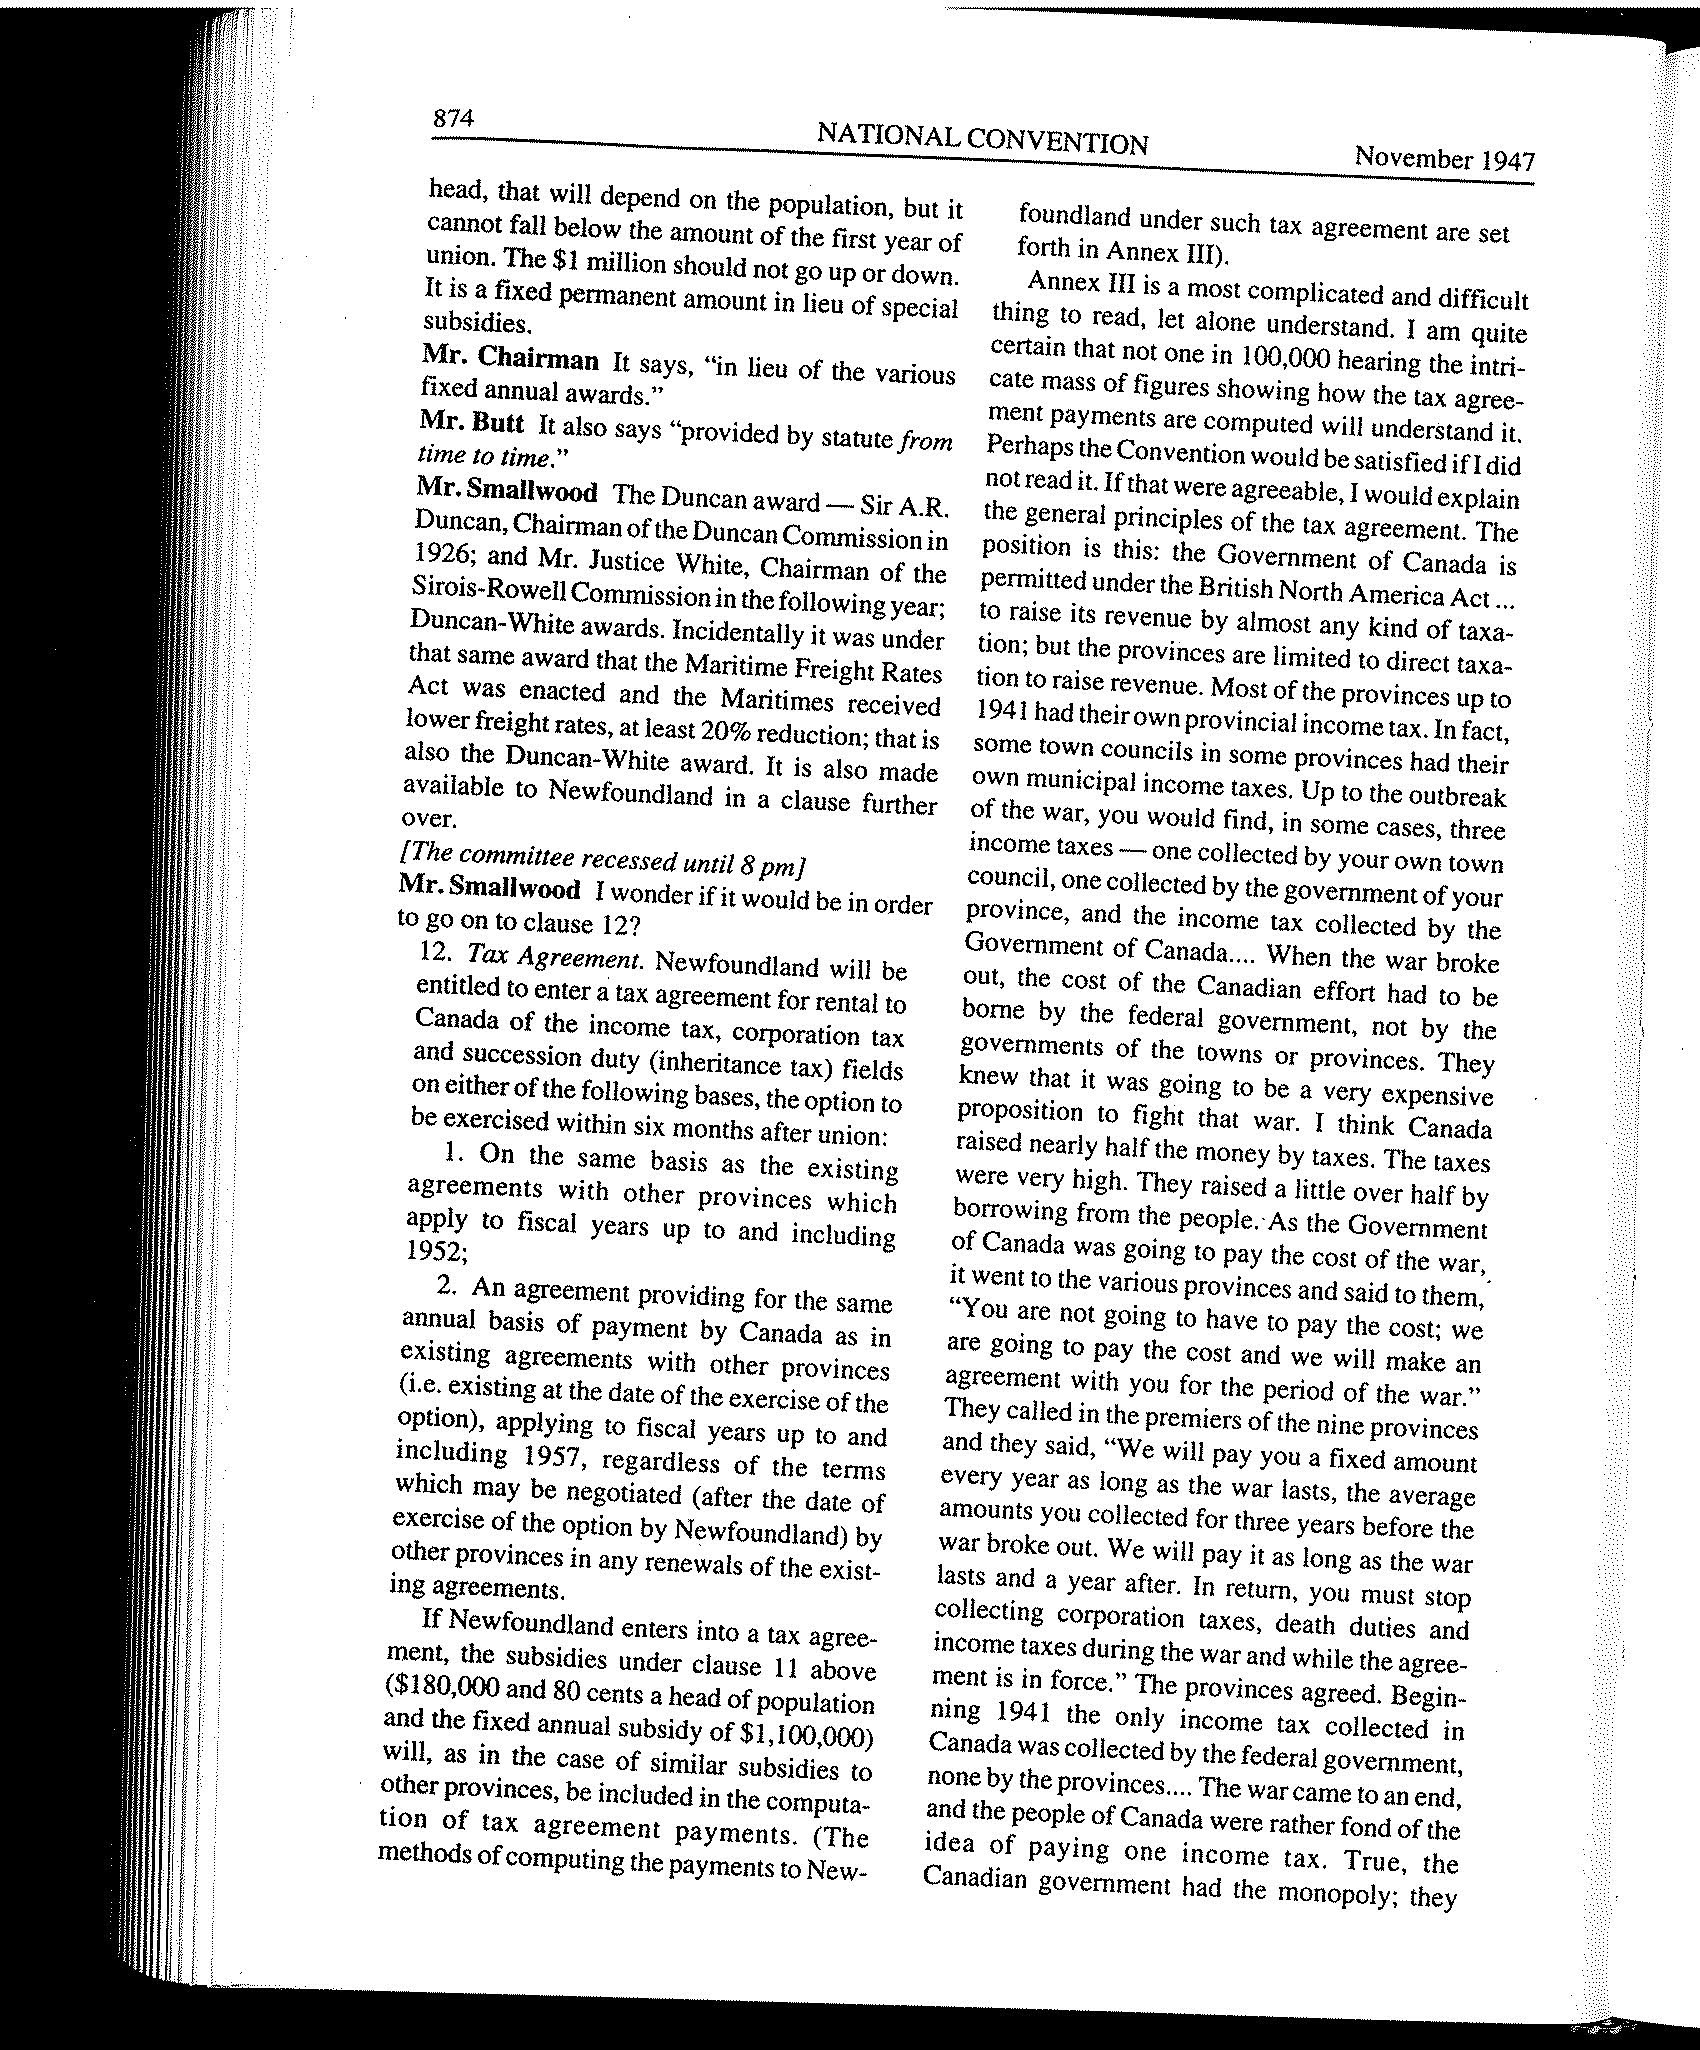 874
NATIONAL CONVENTION
November 1947
head, that will depend on the population, but it
cannot fall below the amount of the first year of
union. The $1 million should not go up or down.
It is a fixed permanent amount in lieu of special
subsidies.
Mr. Chairman It says, “in lieu of the various
fixed annual awards.”
Mr. Butt It also says “provided by statute from
time to time.”
Mr. Smallwood The Duncan award — Sir A.R.
Duncan, Chairman of the Duncan Commission in
1926; and Mr. Justice White, Chairman of the
Sirois-Rowell Commission in the following year;
Duncan-White awards. Incidentally it was under
that same award that the Maritime Freight Rates
Act was enacted and the Maritimes received
lower freight rates, at least 20% reduction; that is
also the Duncan-White award. It is also made
available to Newfoundland in a clause further
over.
[The committee recessed until 8 pm]
Mr. Smallwood I wonder if it would be in order
to go on to clause 12?
12. Tax Agreement. Newfoundland will be
entitled to enter a tax agreement for rental to
Canada of the income tax, corporation tax
and succession duty (inheritance tax) fields
on either of the following bases, the option to
be exercised within six months after union:
1. On the same basis as the existing
agreements with other provinces which
apply to fiscal years up to and including
1952;
2. An agreement providing for the same
annual basis of payment by Canada as in
existing agreements with other provinces
(i.e. existing at the date of the exercise of the
option), applying to fiscal years up to and
including 1957, regardless of the terms
which may be negotiated (after the date of
exercise of the option by Newfoundland) by
other provinces in any renewals of the exist-
ing agreements.
If Newfoundland enters into a tax agree-
ment, the subsidies under clause 11 above
($180,000 and 80 cents a head of population
and the fixed annual subsidy of $1,100,000)
will, as in the case of similar subsidies to
other provinces, be included in the computa-
tion of tax agreement payments. (The
methods of computing the payments to New-
foundland under such tax agreement are set
forth in Annex III).
Annex III is a most complicated and difficult
thing to read, let alone understand. I am quite
certain that not one in 100,000 hearing the intri-
cate mass of figures showing how the tax agree-
ment payments are computed will understand it.
Perhaps the Convention would be satisfied if I did
not read it. If that were agreeable, I would explain
the general principles of the tax agreement. The
position is this: the Government of Canada is
permitted under the British North America Act ...
to raise its revenue by almost any kind of taxa-
tion; but the provinces are limited to direct taxa-
tion to raise revenue. Most of the provinces up to
1941 had their own provincial income tax. In fact,
some town councils in some provinces had their
own municipal income taxes. Up to the outbreak
of the war, you would find, in some cases, three
income taxes — one collected by your own town
council, one collected by the government of your
province, and the income tax collected by the
Government of Canada.... When the war broke
out, the cost of the Canadian effort had to be
borne by the federal government, not by the
governments of the towns or provinces. They
knew that it was going to be a very expensive
proposition to fight that war. I think Canada
raised nearly half the money by taxes. The taxes
were very high. They raised a little over half by
borrowing from the people. As the Government
of Canada was going to pay the cost of the war,
it went to the various provinces and said to them,
“You are not going to have to pay the cost; we
are going to pay the cost and we will make an
agreement with you for the period of the war.”
They called in the premiers of the nine provinces
and they said, “We will pay you a fixed amount
every year as long as the war lasts, the average
amounts you collected for three years before the
war broke out. We will pay it as long as the war
lasts and a year after. In return, you must stop
collecting corporation taxes, death duties and
income taxes during the war and while the agree-
ment is in force.” The provinces agreed. Begin-
ning 1941 the only income tax collected in
Canada was collected by the federal government,
none by the provinces.... The war came to an end,
and the people of Canada were rather fond of the
idea of paying one income tax. True, the
Canadian government had the monopoly; they